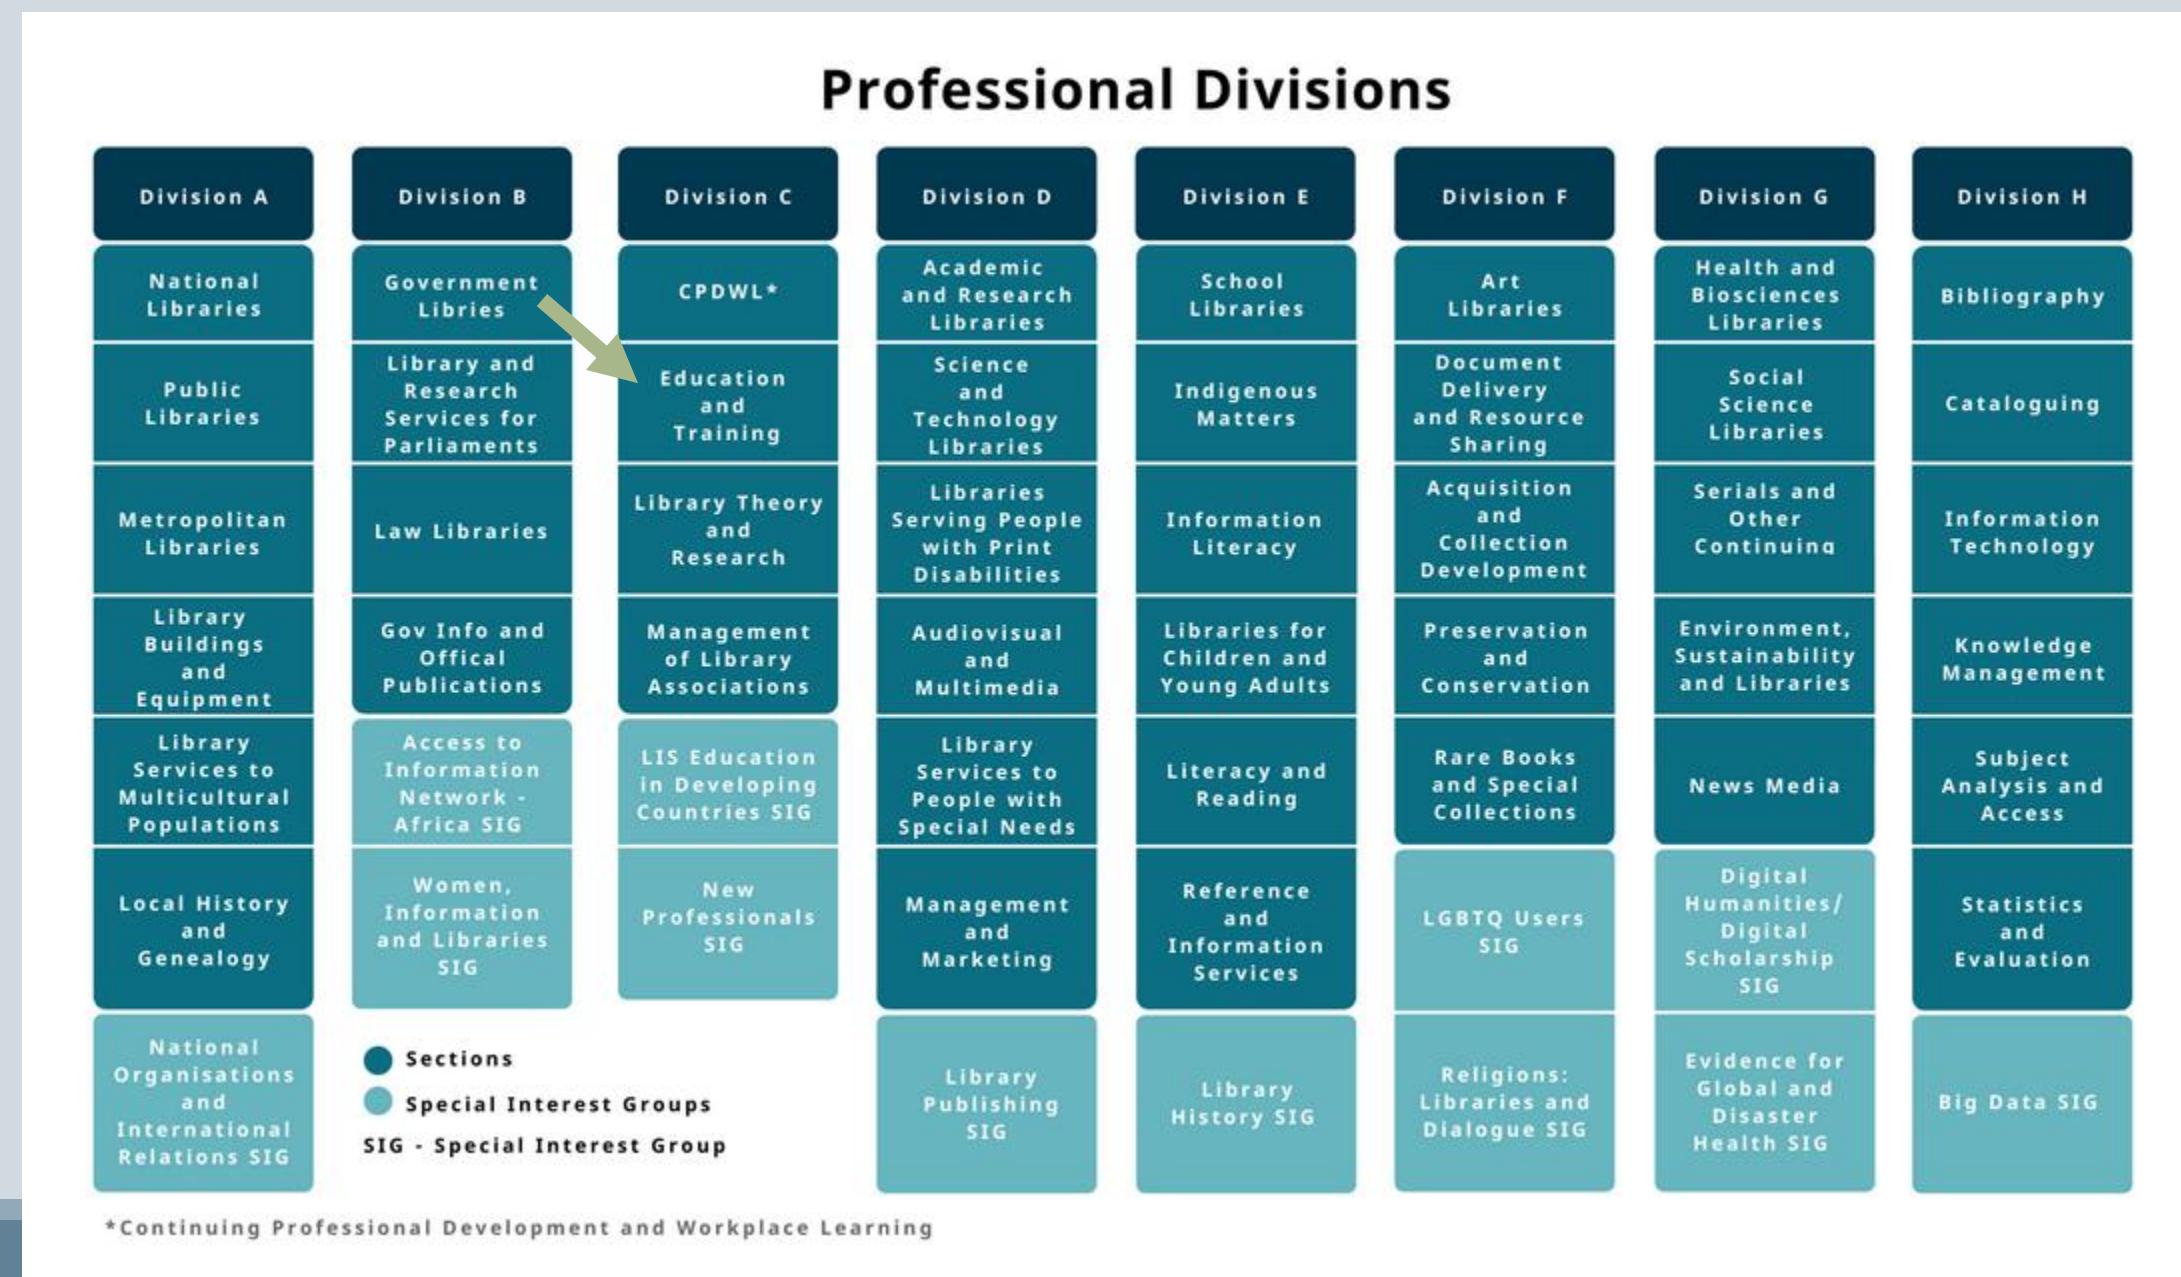 Professional Divisions
Division A
National
Libraries
Public
Libraries
Metropolitan
Libraries
Library
Buildings
and
Equipment
Library
Services to
Multicultural
Populations
Local History
and
Genealogy
National
Organisations
and
International
Relations SIG
Division B
Government
Libries
Library and
Research
Services for
Parliaments
Law Libraries
Gov Info and
Offical
Publications
Access to
Information
Network -
Africa SIG
Women,
Information
and Libraries
SIG
Division C
CPDWL*
Education
and
Training
Library Theory
and
Research
Management
of Library
Associations
LIS Education
in Developing
Countries SIG
New
Professionals
SIG
Division D
Academic
and Research
Libraries
Science
and
Technology
Libraries
Libraries
Serving People
with Print
Disabilities
Audiovisual
and
Multimedia
Library
Services to
People with
Special Needs
Management
and
Marketing
Library
Publishing
SIG
Division E
School
Libraries
Indigenous
Matters
Information
Literacy
Libraries for
Children and
Young Adults
Literacy and
Reading
Reference
and
Information
Services
Library
History SIG
Division F
Art
Libraries
Document
Delivery
and Resource
Sharing
Acquisition
and
Collection
Development
Preservation
and
Conservation
Rare Books
and Special
Collections
LGBTQ Users
SIG
Religions:
Libraries and
Dialogue SIG
Division G
Health and
Biosciences
Libraries
Social
Science
Libraries
Serials and
Other
Continuing
Environment,
Sustainability
and Libraries
News Media
Digital
Humanities/
Digital
Scholarship
SIG
Evidence for
Global and
Disaster
Health SIG
Division H
Bibliography
Cataloguing
Information
Technology
Knowledge
Management
Subject
Analysis and
Access
Statistics
and
Evaluation
Big Data SIG
Sections
Special Interest Groups
SIG - Special Interest Group
*Continuing Professional Development and Workplace Learning